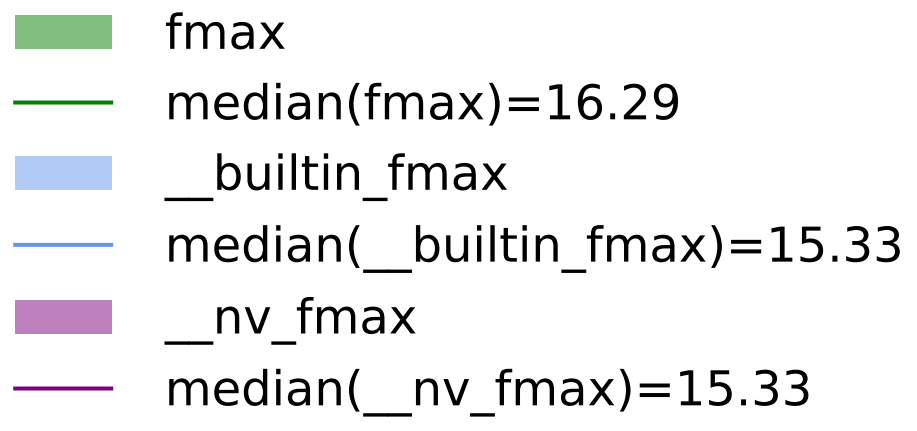 fmax
median(fmax)=16.29
__builtin_fmax
median(__builtin_fmax)=15.33
__nv_fmax
median(__nv_fmax)=15.33